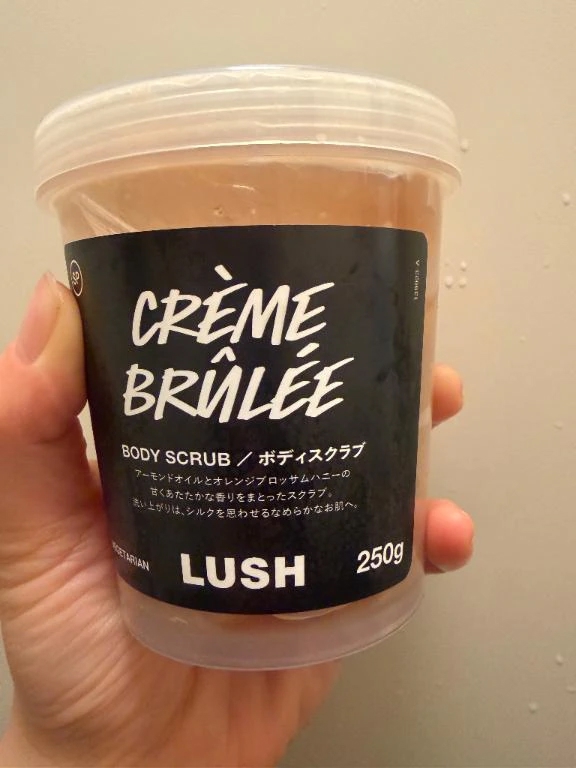 CRÈME
BRÛLÉE
BODY SCRUB / ボディスクラブ
アーモンドオイルとオレンジブロッサムハニーの
甘くあたたかな香りをまとったスクラブ。
洗い上がりは、シルクを思わせるなめらかなお肌へ。
VEGETARIAN
LUSH
250g